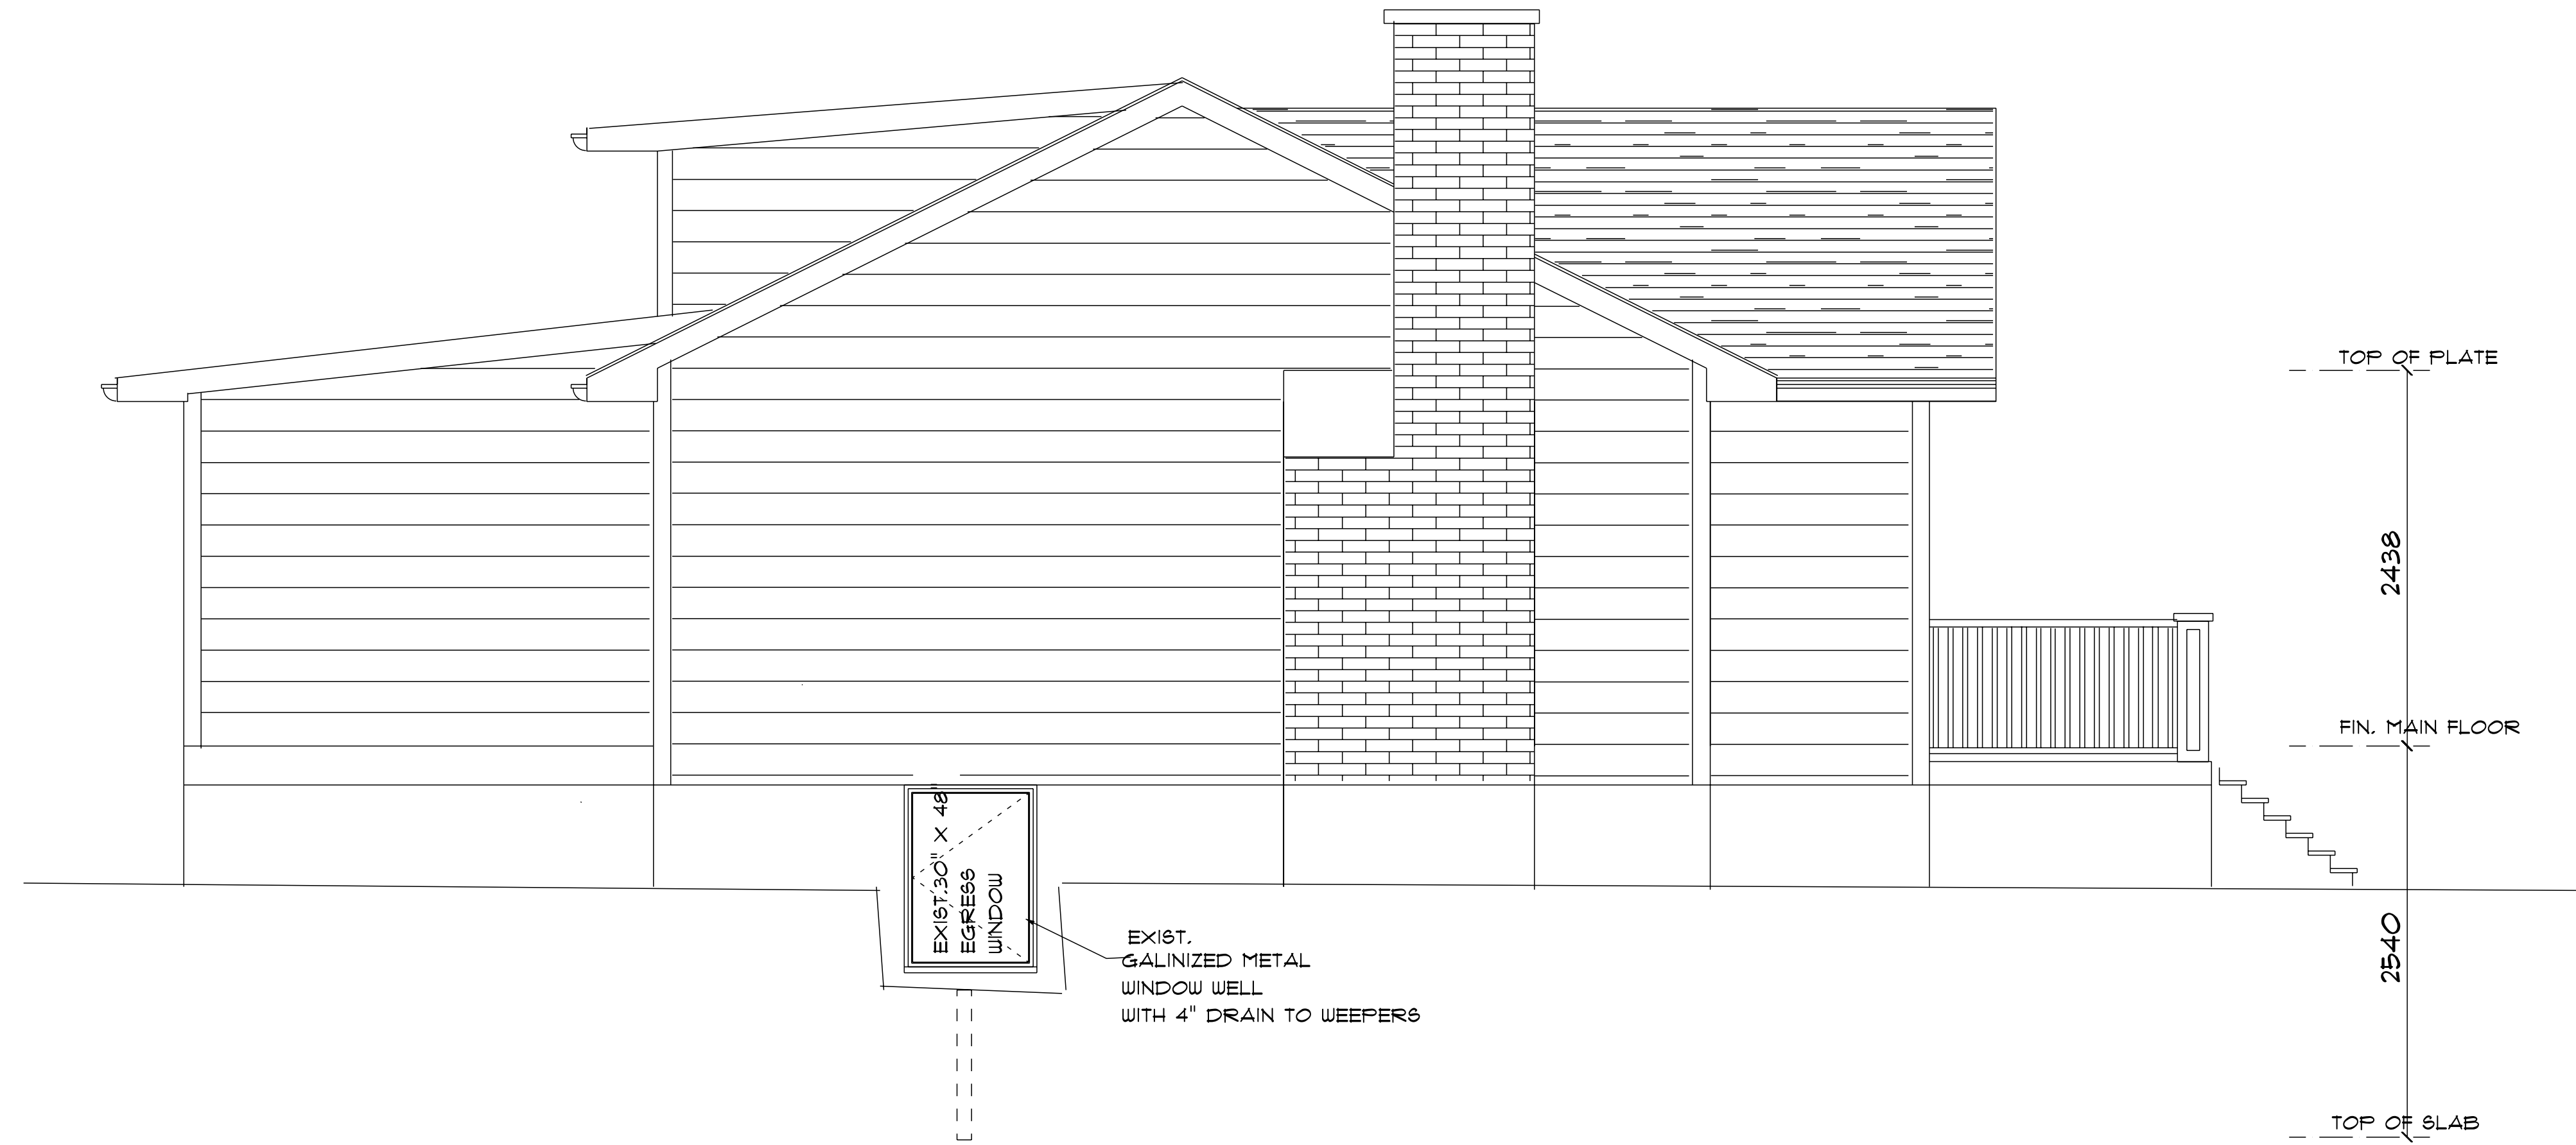 TOP OF PLATE
2438
FIN. MAIN FLOOR
EXIST.30" X 48"
EGRESS
WINDOW
EXIST.
GALINIZED METAL
WINDOW WELL
WITH 4" DRAIN TO WEEPERS
2540
TOP OF SLAB